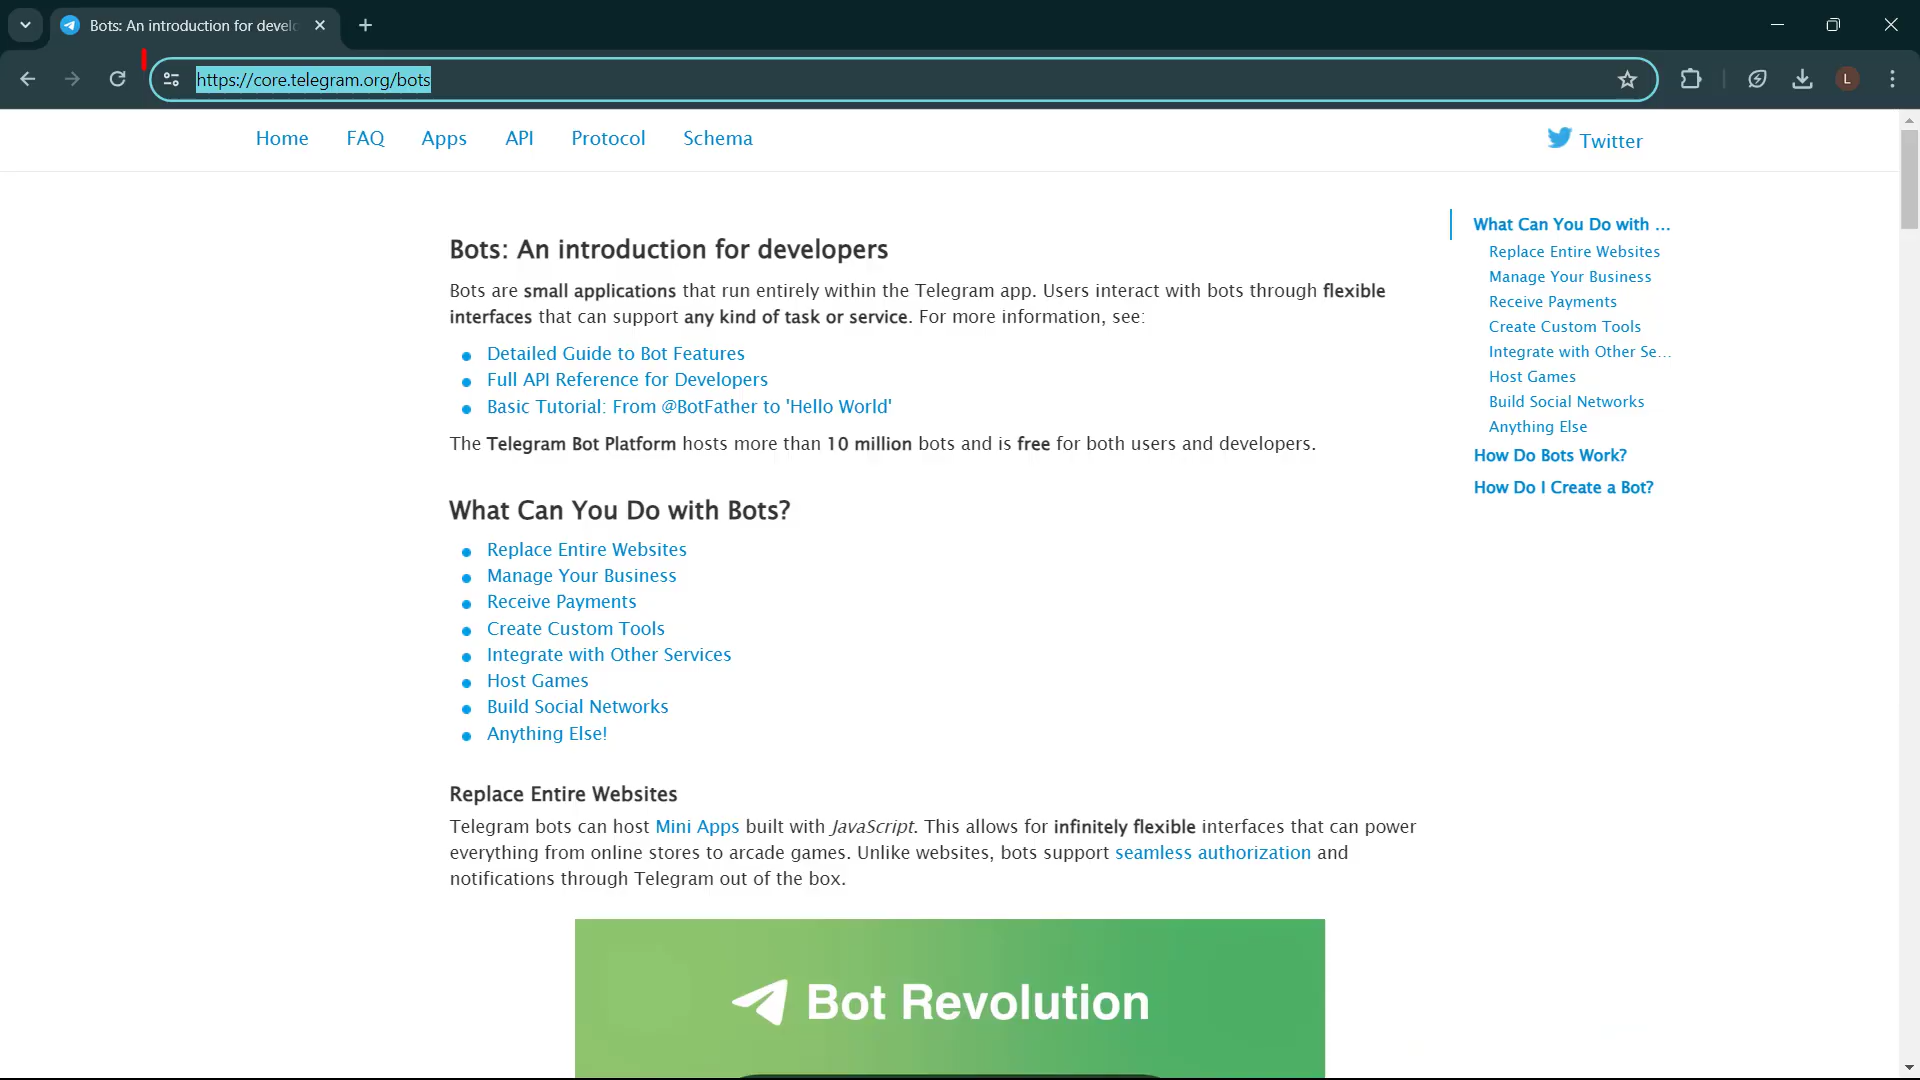 Bots: An introduction for devel
https://core.telegram.org/bots
L
Home FAQ Apps API Protocol Schema
Twitter
Bots: An introduction for developers
Bots are small applications that run entirely within the Telegram app. Users interact with bots through flexible
interfaces that can support any kind of task or service. For more information, see:
Detailed Guide to Bot Features
Full API Reference for Developers
Basic Tutorial: From @BotFather to 'Hello World'
The Telegram Bot Platform hosts more than 10 million bots and is free for both users and developers.
What Can You Do with Bots?
Replace Entire Websites
Manage Your Business
Receive Payments
Create Custom Tools
Integrate with Other Services
Host Games
Build Social Networks
Anything Else!
Replace Entire Websites
Telegram bots can host Mini Apps built with JavaScript. This allows for infinitely flexible interfaces that can power
everything from online stores to arcade games. Unlike websites, bots support seamless authorization and
notifications through Telegram out of the box.
Bot Revolution
What Can You Do with ...
Replace Entire Websites
Manage Your Business
Receive Payments
Create Custom Tools
Integrate with Other Se...
Host Games
Build Social Networks
Anything Else
How Do Bots Work?
How Do I Create a Bot?